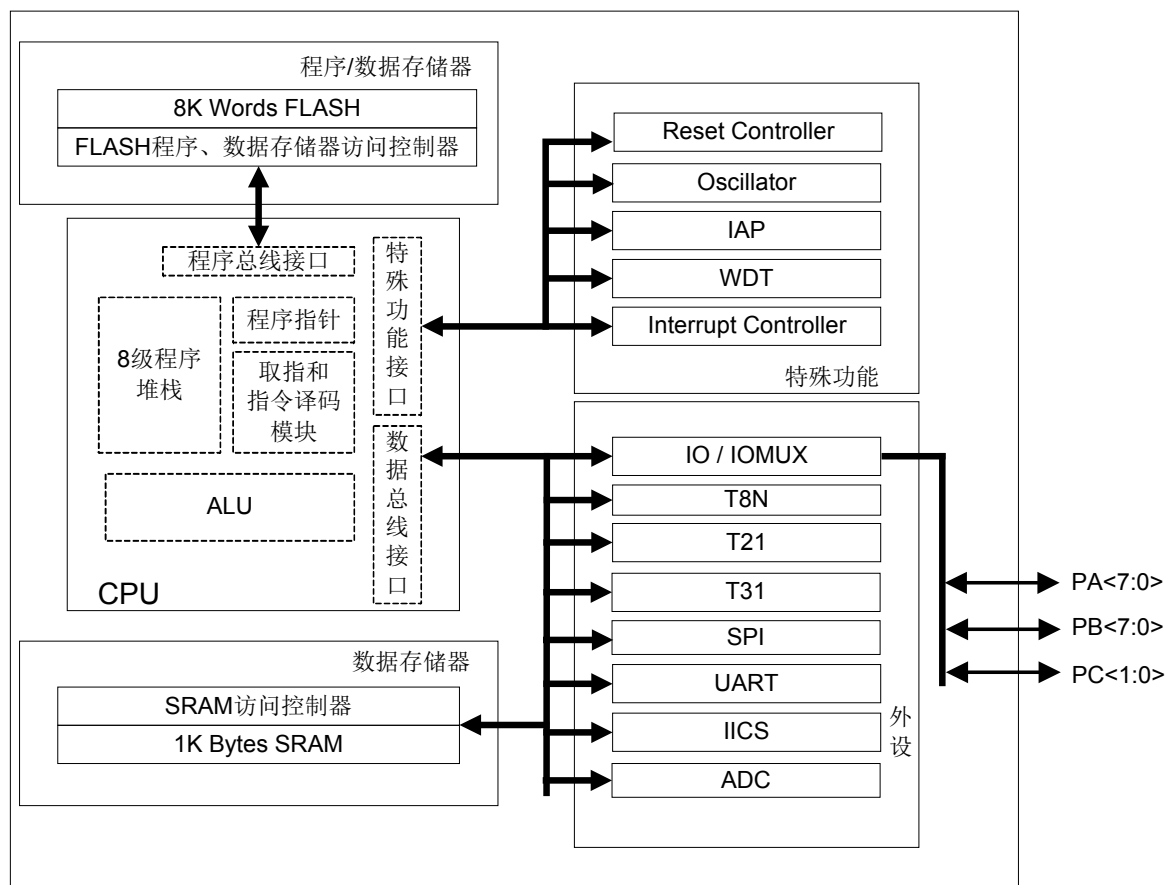 程序/数据存储器
8K Words FLASH
FLASH程序、数据存储器访问控制器
程序总线接口
特
殊
功
能
接
口
8级程序
堆栈
程序指针
取指和
指令译码
模块
ALU
数
据
总
线
接
口
CPU
数据存储器
SRAM访问控制器
1K Bytes SRAM
Reset Controller
Oscillator
IAP
WDT
Interrupt Controller
特殊功能
IO / IOMUX
T8N
T21
T31
SPI
UART
IICS
ADC
外
设
PA<7:0>
PB<7:0>
PC<1:0>